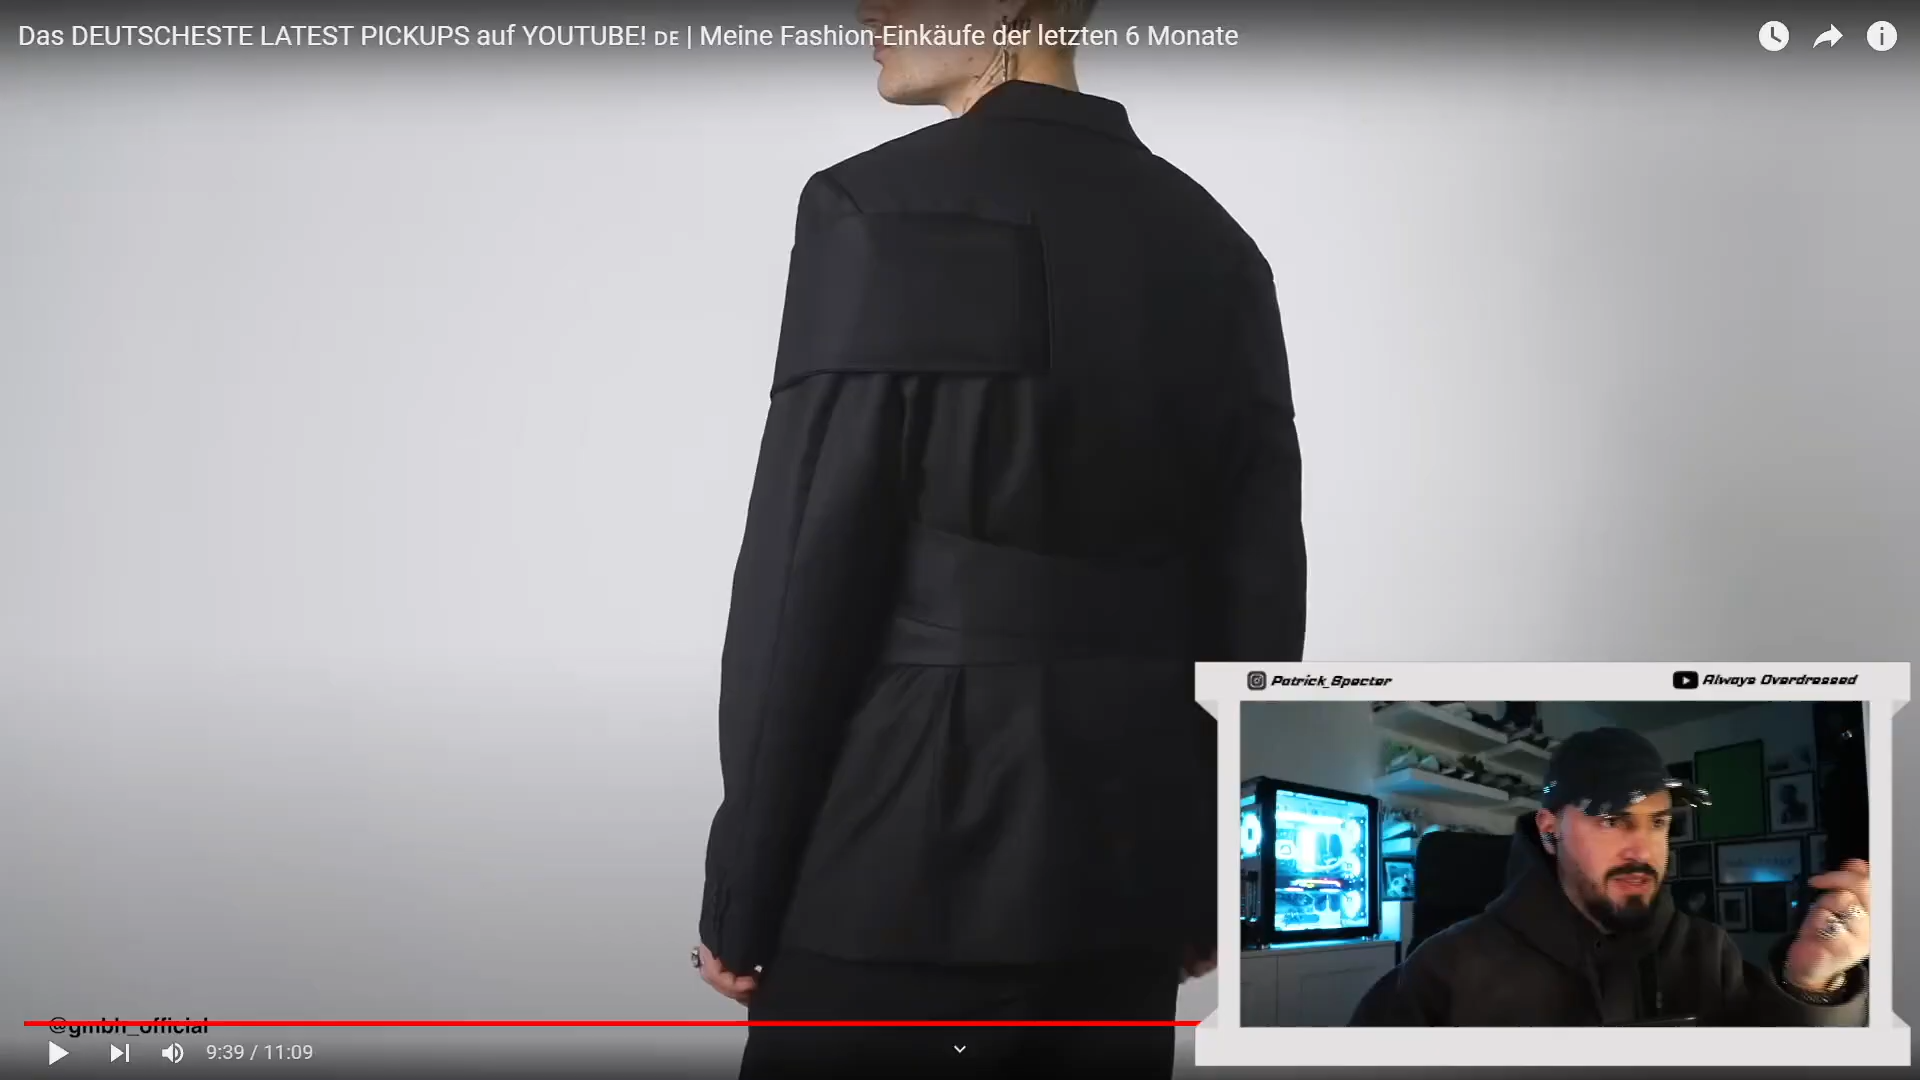 Das DEUTSCHESTE LATEST PICKUPS auf YOUTUBE! DE | Meine Fashion-Einkäufe der letzten 6 Monate
Patrick_Specter
Always Overdressed
@gmbh_official
9:39 / 11:09